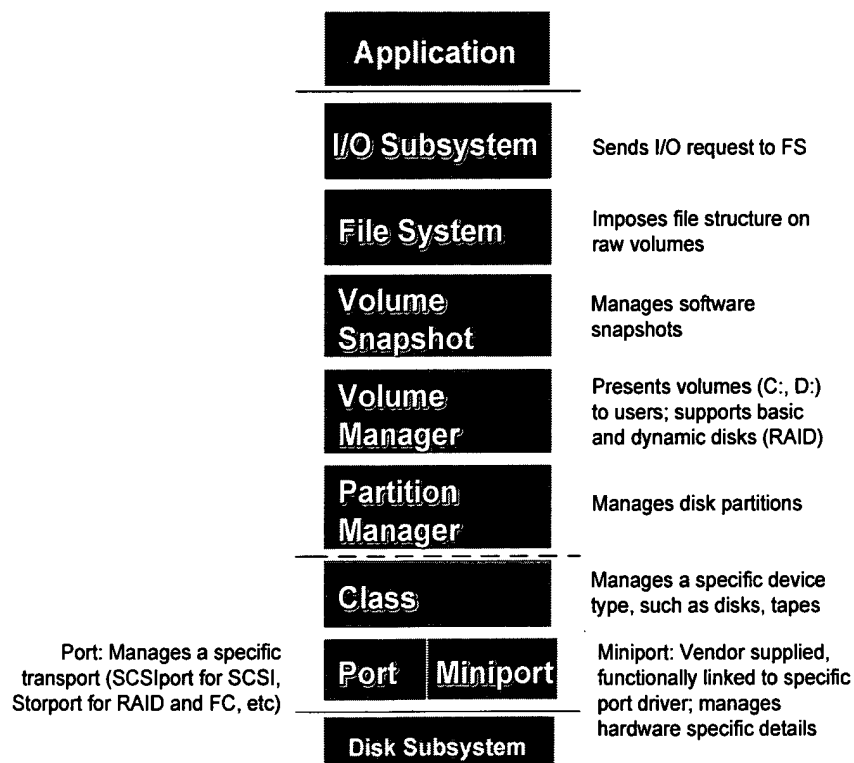 Application
I/O Subsystem
Sends I/O request to FS
File System
Imposes file structure on
raw volumes
Volume
Snapshot
Manages software
snapshots
Volume
Manager
Presents volumes (C:, D:)
to users; supports basic
and dynamic disks (RAID)
Partition
Manager
Manages disk partitions
Class
Manages a specific device
type, such as disks, tapes
Port: Manages a specific
transport (SCSIport for SCSI,
Storport for RAID and FC, etc)
Port
Miniport
Miniport: Vendor supplied,
functionally linked to specific
port driver; manages
hardware specific details
Disk Subsystem